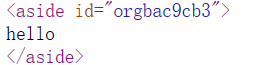 <aside id="orgbac9cb3">
hello
</aside>